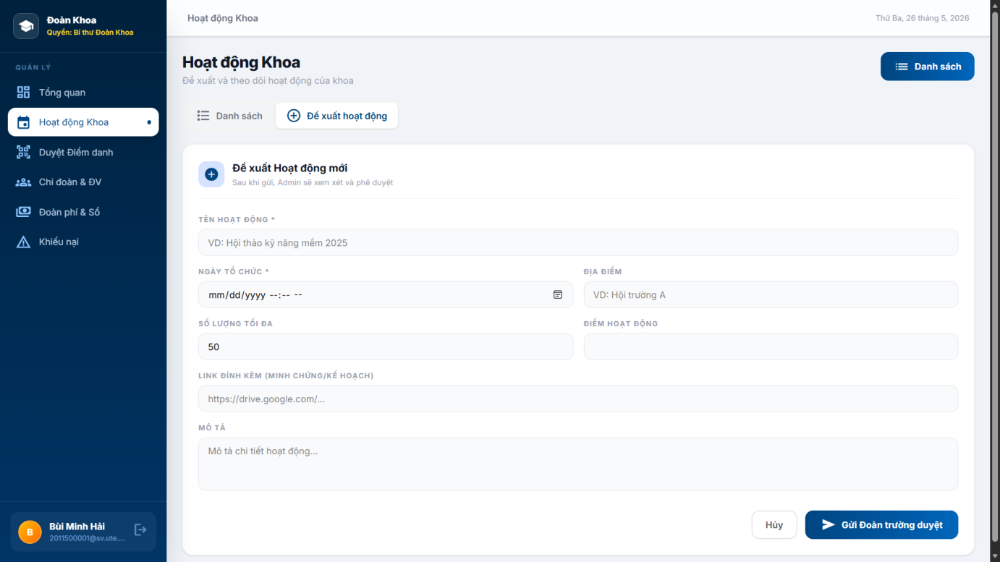 Đoàn Khoa
Quyền: Bí thư Đoàn Khoa
QUẢN LÝ
Tổng quan
Hoạt động Khoa
Duyệt Điểm danh
Chi đoàn & ĐV
Đoàn phí & Sổ
Khiếu nại
B
Bùi Minh Hải
2011500001@sv.ute....
Hoạt động Khoa
Thứ Ba, 26 tháng 5, 2026
Hoạt động Khoa
Đề xuất và theo dõi hoạt động của khoa
Danh sách
Danh sách
Đề xuất hoạt động
Đề xuất Hoạt động mới
Sau khi gửi, Admin sẽ xem xét và phê duyệt
TÊN HOẠT ĐỘNG *
VD: Hội thảo kỹ năng mềm 2025
NGÀY TỔ CHỨC *
mm/dd/yyyy --:-- --
ĐỊA ĐIỂM
VD: Hội trường A
SỐ LƯỢNG TỐI ĐA
50
ĐIỂM HOẠT ĐỘNG
LINK ĐÍNH KÈM (MINH CHỨNG/KẾ HOẠCH)
https://drive.google.com/...
MÔ TẢ
Mô tả chi tiết hoạt động...
Hủy
Gửi Đoàn trường duyệt